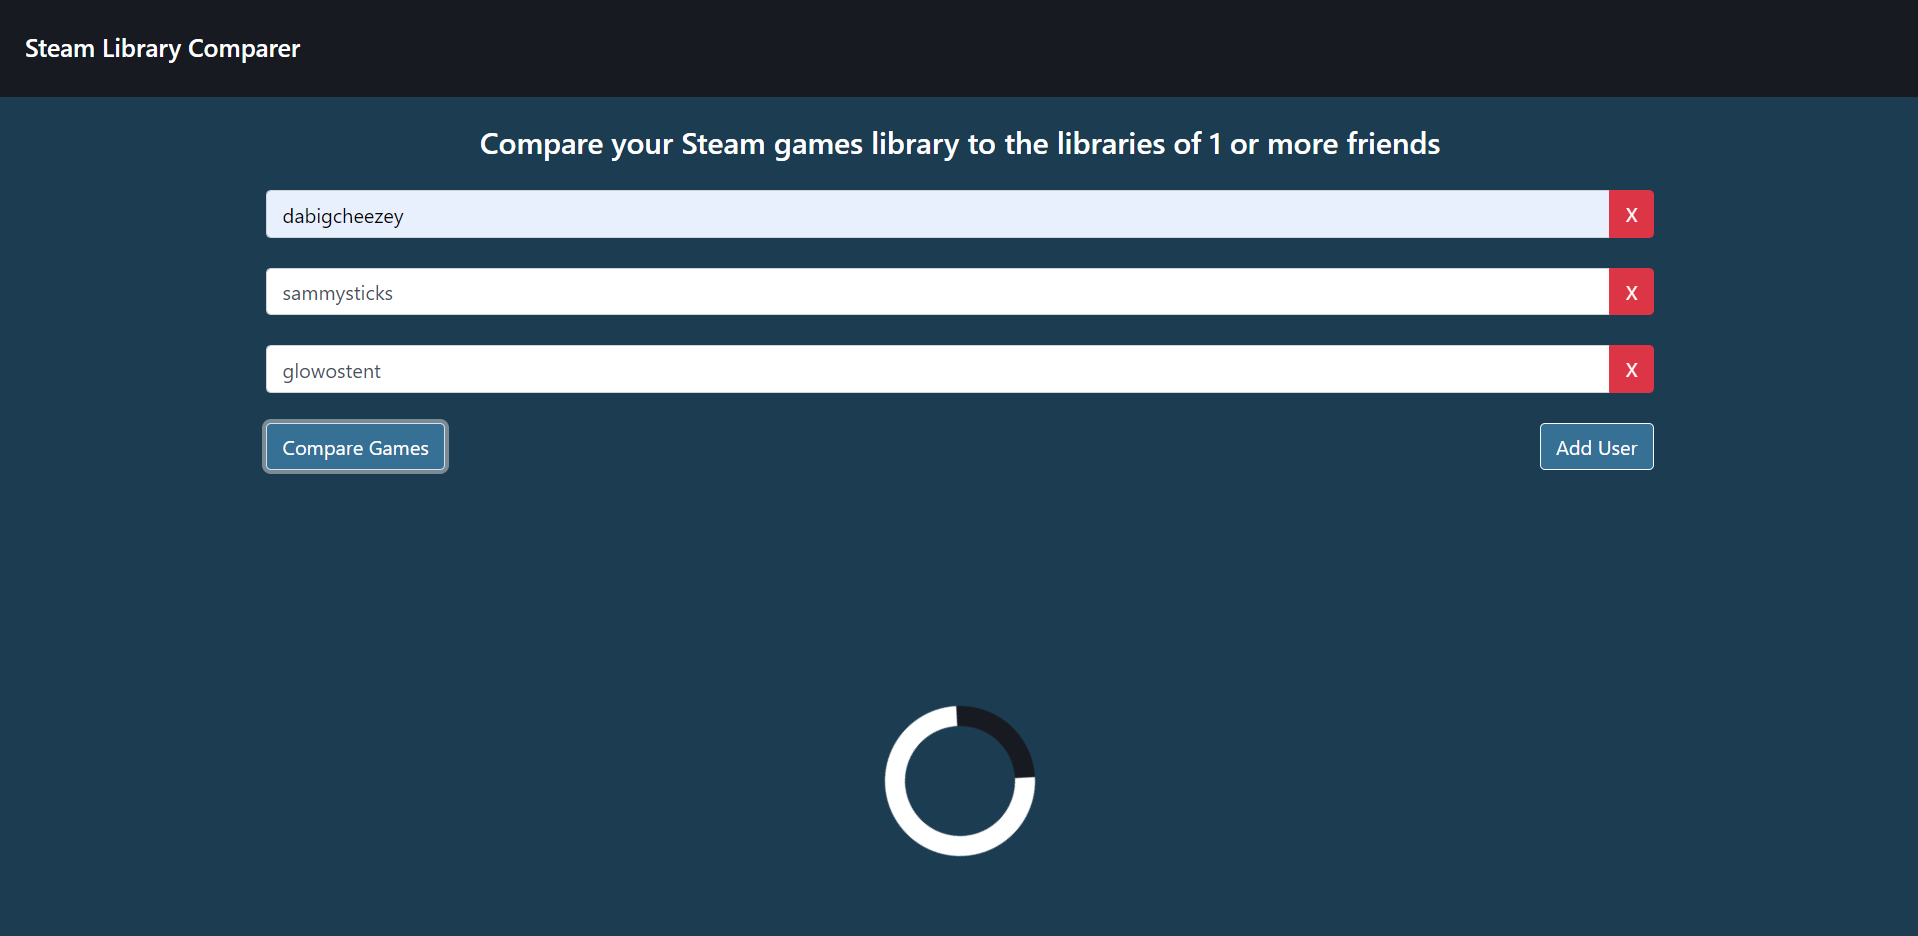 Steam Library Comparer
Compare your Steam games library to the libraries of 1 or more friends
dabigcheezey X
sammysticks X
glowostent X
Compare Games Add User